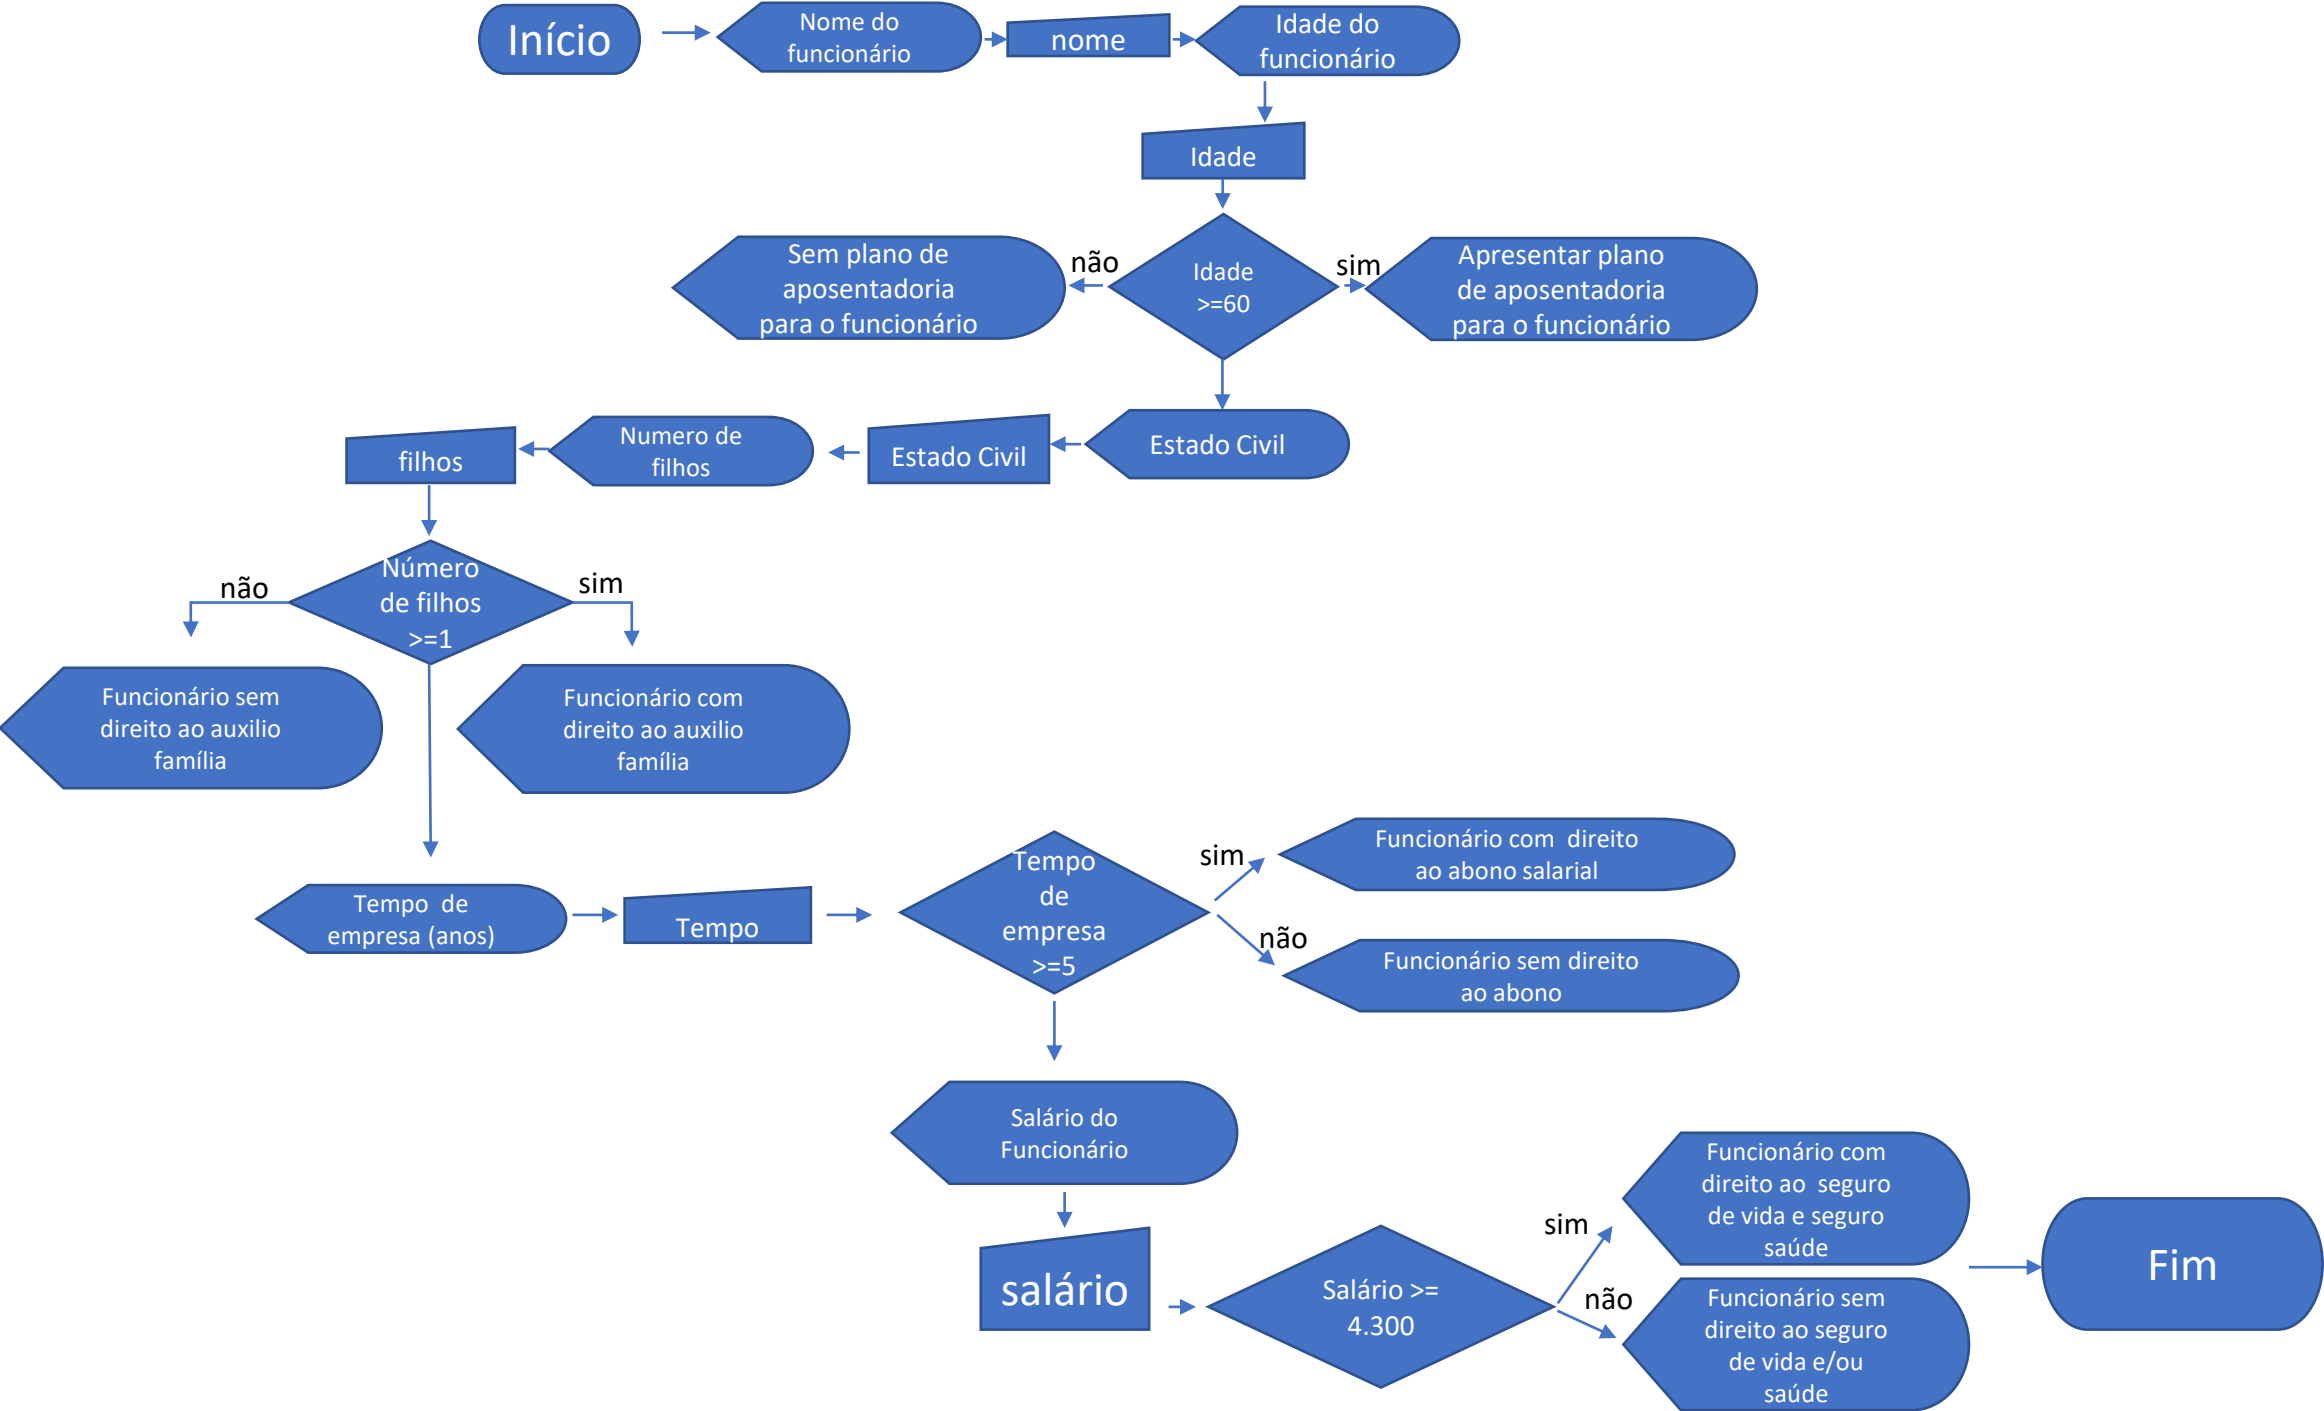 Início
Nome do
funcionário
nome
Idade do
funcionário
Idade
Sem plano de
aposentadoria
para o funcionário
não
Idade
>=60
sim
Apresentar plano
de aposentadoria
para o funcionário
Estado Civil
Estado Civil
Numero de
filhos
filhos
não
Número
de filhos
>=1
sim
Funcionário sem
direito ao auxilio
família
Funcionário com
direito ao auxilio
família
Tempo de
empresa (anos)
Tempo
Tempo
de
empresa
>=5
sim
Funcionário com direito
ao abono salarial
não
Funcionário sem direito
ao abono
Salário do
Funcionário
salário
Salário >=
4.300
sim
Funcionário com
direito ao seguro
de vida e seguro
saúde
não
Funcionário sem
direito ao seguro
de vida e/ou
saúde
Fim